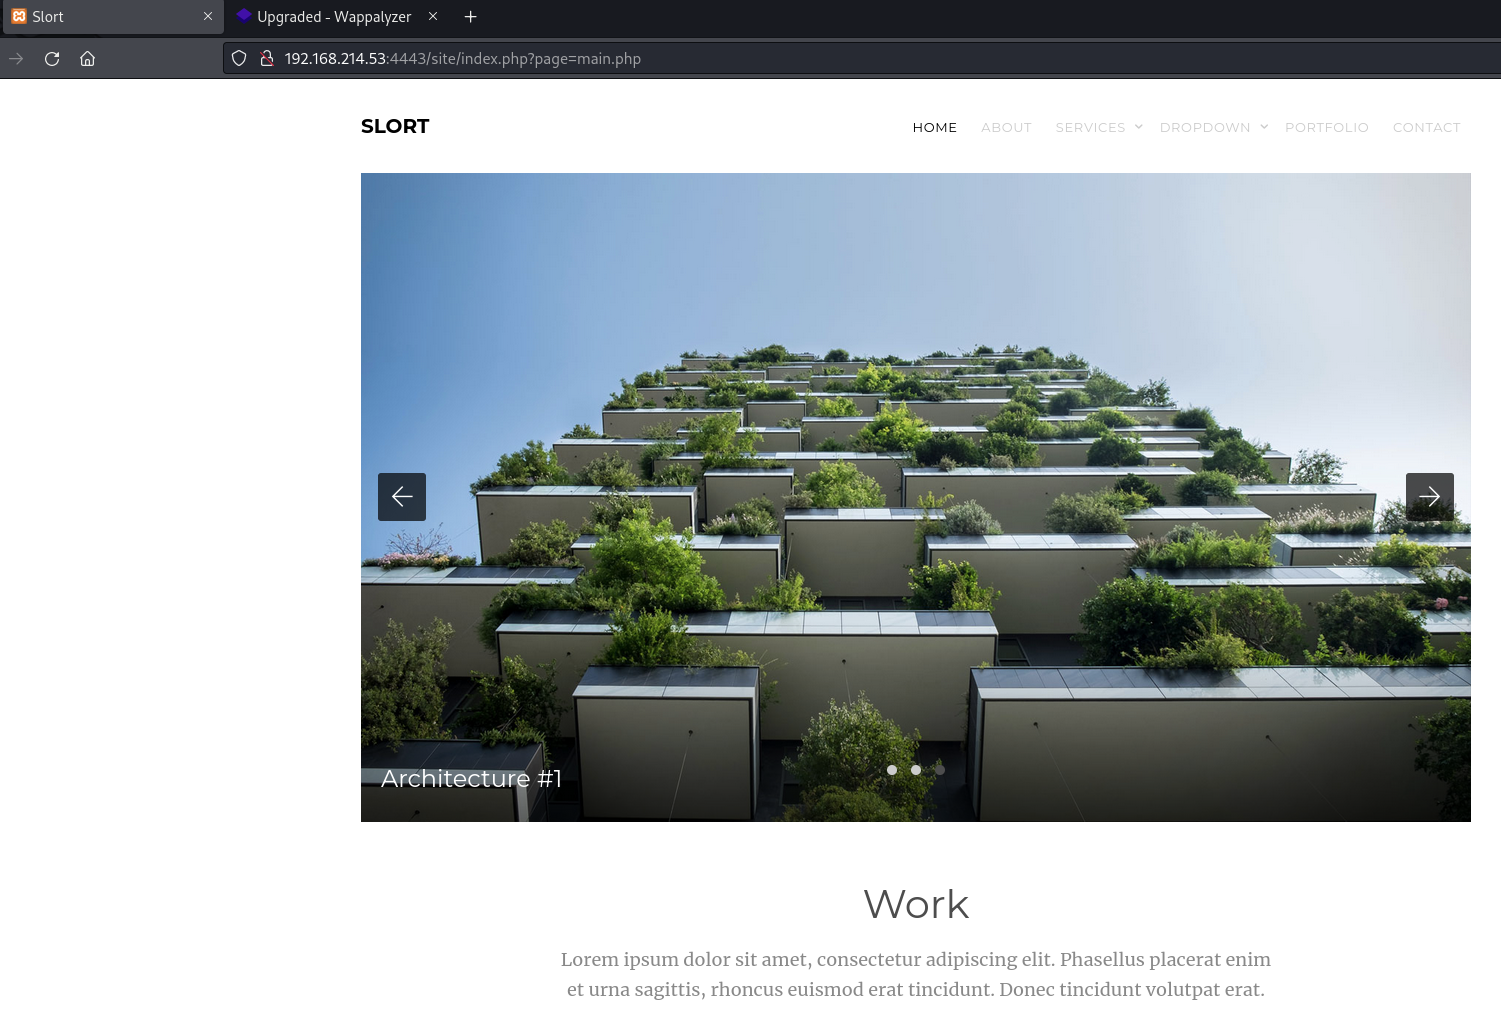 Slort
Upgraded - Wappalyzer
192.168.214.53:4443/site/index.php?page=main.php
SLORT
HOME ABOUT SERVICES DROPDOWN PORTFOLIO CONTACT
Architecture #1
Work
Lorem ipsum dolor sit amet, consectetur adipiscing elit. Phasellus placerat enim
et urna sagittis, rhoncus euismod erat tincidunt. Donec tincidunt volutpat erat.